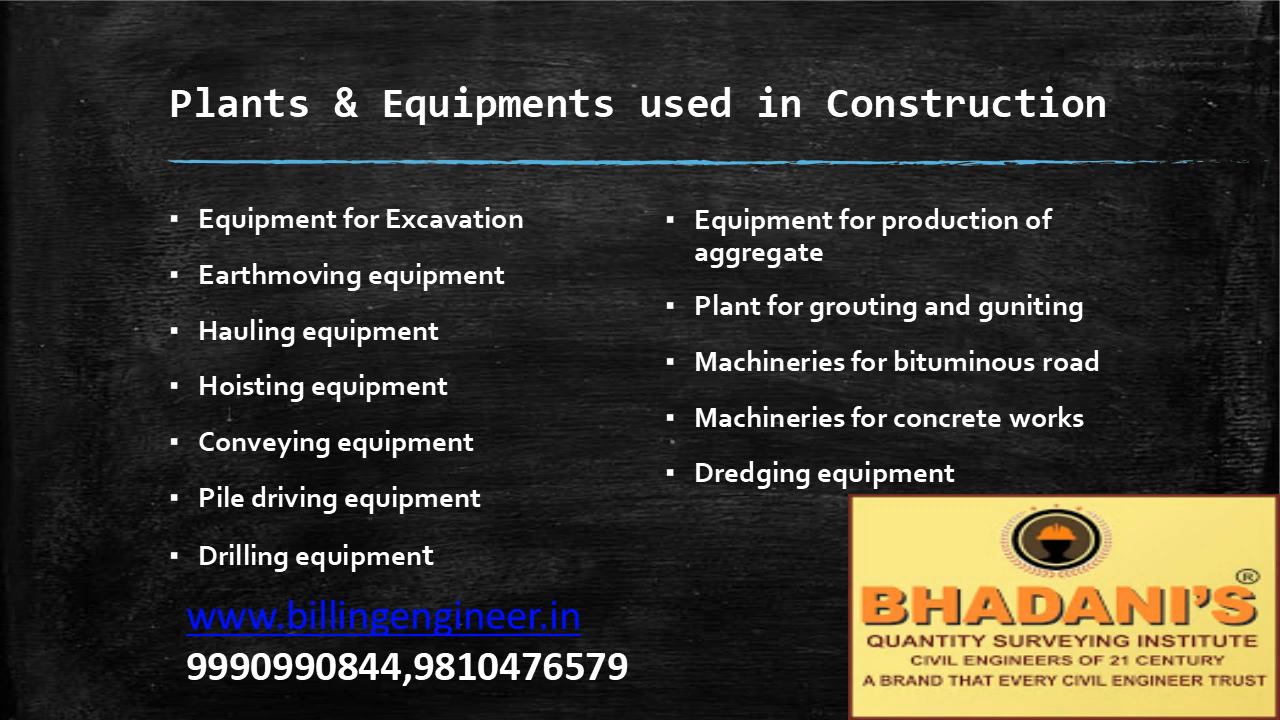 Plants & Equipments used in Construction
▪ Equipment for Excavation
▪ Earthmoving equipment
▪ Hauling equipment
▪ Hoisting equipment
▪ Conveying equipment
▪ Pile driving equipment
▪ Drilling equipment
▪ Equipment for production of
aggregate
▪ Plant for grouting and guniting
▪ Machineries for bituminous road
▪ Machineries for concrete works
▪ Dredging equipment
www.billingengineer.in
9990990844,9810476579
BHADANI'S®
QUANTITY SURVEYING INSTITUTE
CIVIL ENGINEERS OF 21 CENTURY
A BRAND THAT EVERY CIVIL ENGINEER TRUST